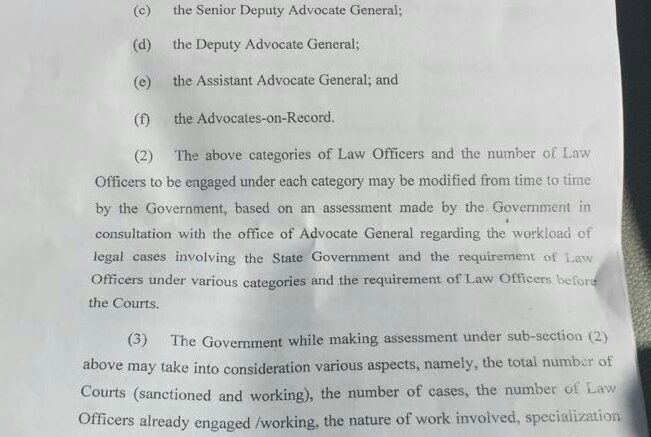 (c) the Senior Deputy Advocate General;
(d) the Deputy Advocate General;
(e) the Assistant Advocate General; and
(f) the Advocates-on-Record.
(2) The above categories of Law Officers and the number of Law
Officers to be engaged under each category may be modified from time to time
by the Government, based on an assessment made by the Government in
consultation with the office of Advocate General regarding the workload of
legal cases involving the State Government and the requirement of Law
Officers under various categories and the requirement of Law Officers before
the Courts.
(3) The Government while making assessment under sub-section (2)
above may take into consideration various aspects, namely, the total number of
Courts (sanctioned and working), the number of cases, the number of Law
Officers already engaged /working, the nature of work involved, specialization